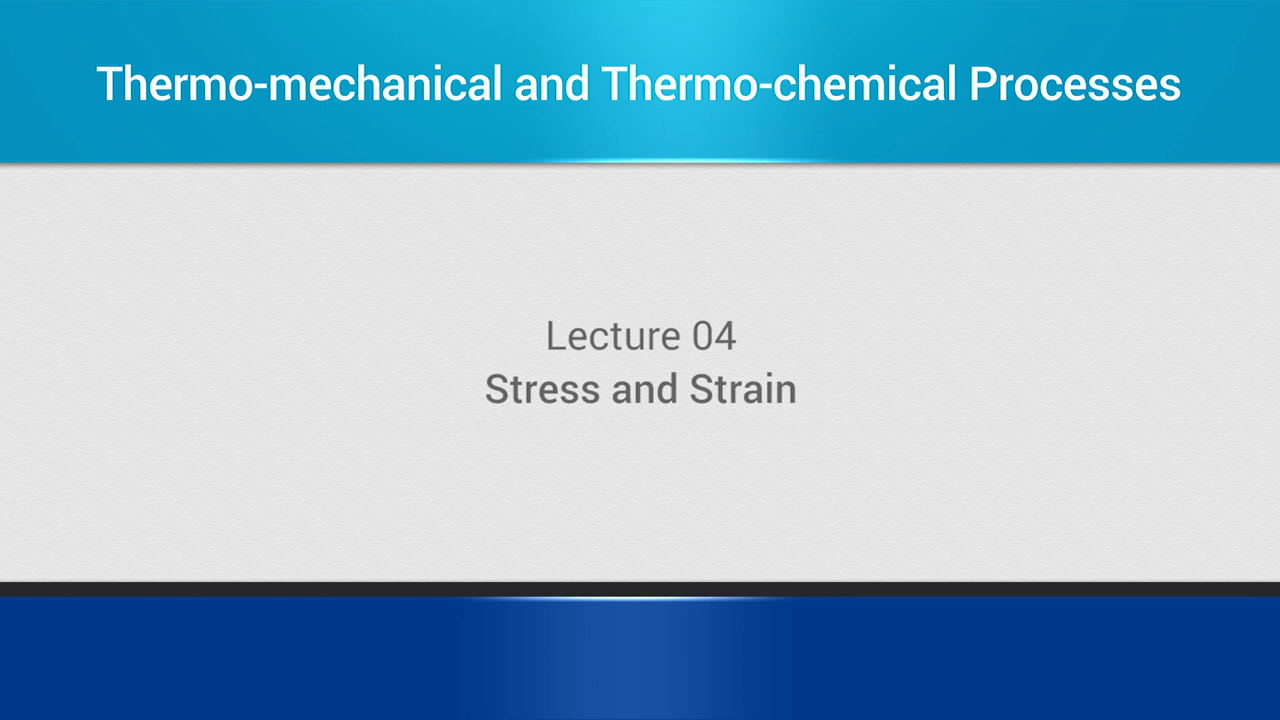 Thermo-mechanical and Thermo-chemical Processes
Lecture 04
Stress and Strain